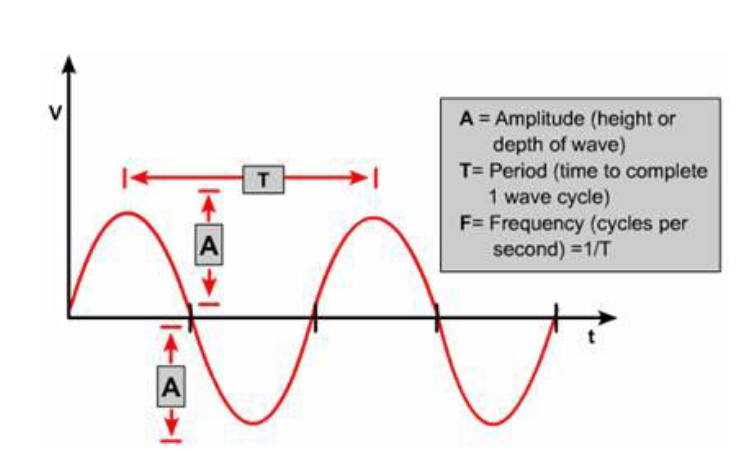 V
T
A
A
t
A = Amplitude (height or
depth of wave)
T= Period (time to complete
1 wave cycle)
F= Frequency (cycles per
second) =1/T